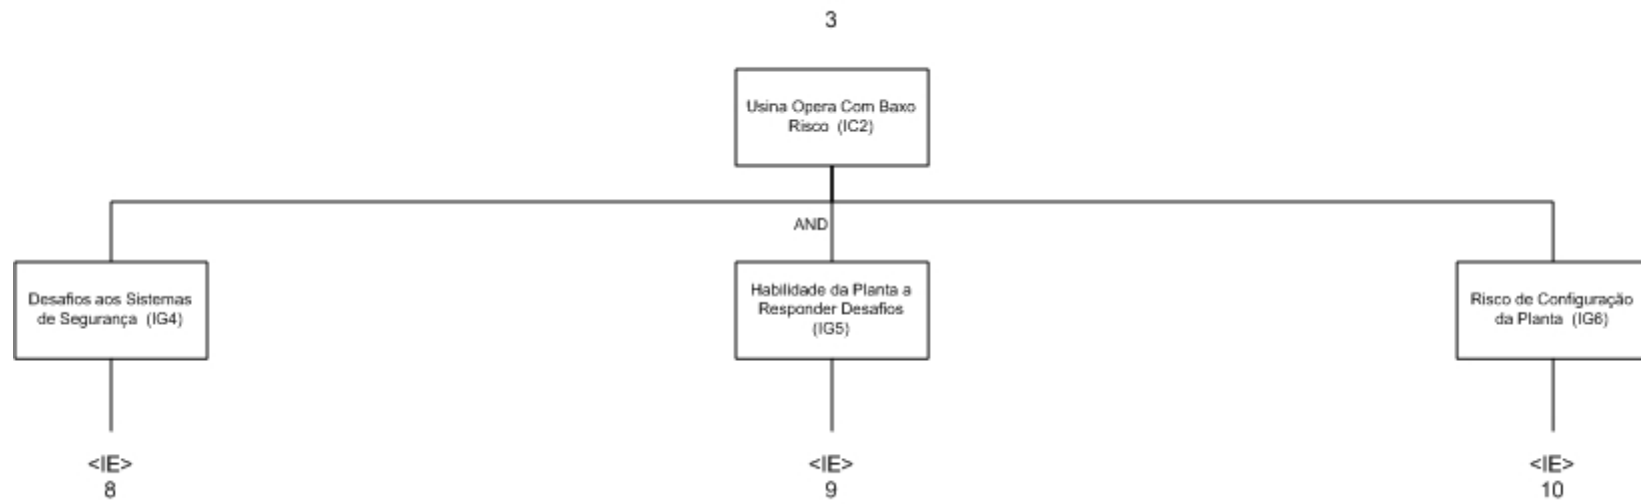 3
Usina Opera Com Baxo
Risco (IC2)
AND
Desafios aos Sistemas
de Segurança (IG4)
Habilidade da Planta a
Responder Desafios
(IG5)
Risco de Configuração
da Planta (IG6)
<IE>
8
<IE>
9
<IE>
10